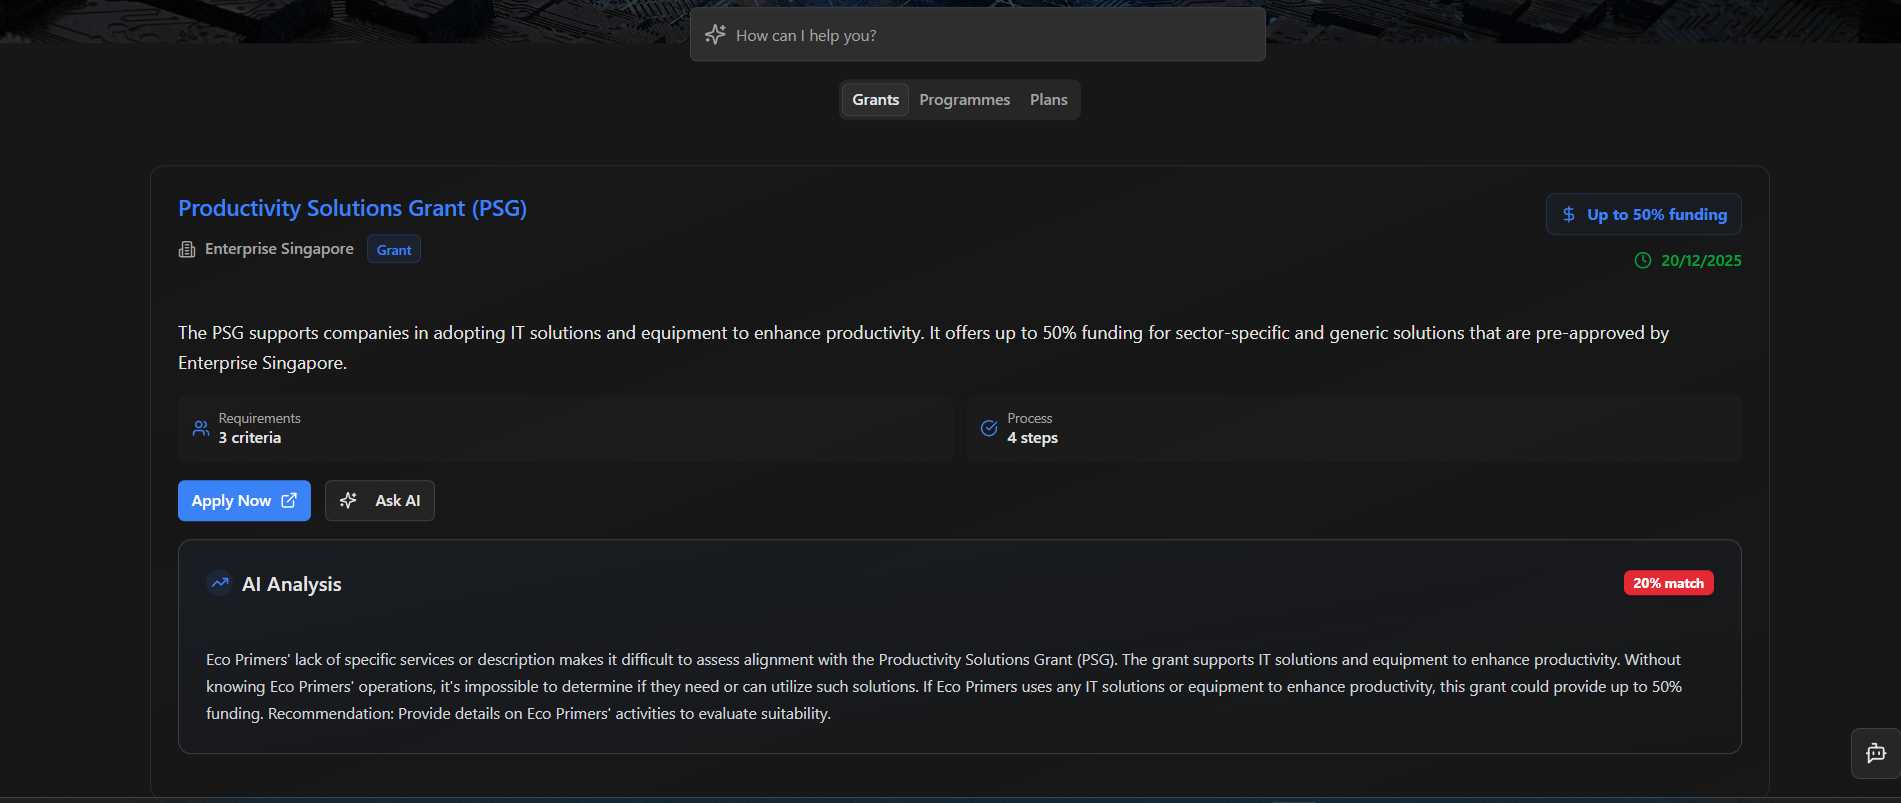 How can I help you?
Grants Programmes Plans
Productivity Solutions Grant (PSG)
$ Up to 50% funding
Enterprise Singapore Grant
20/12/2025
The PSG supports companies in adopting IT solutions and equipment to enhance productivity. It offers up to 50% funding for sector-specific and generic solutions that are pre-approved by
Enterprise Singapore.
Requirements
3 criteria
Process
4 steps
Apply Now
Ask AI
AI Analysis
20% match
Eco Primers' lack of specific services or description makes it difficult to assess alignment with the Productivity Solutions Grant (PSG). The grant supports IT solutions and equipment to enhance productivity. Without
knowing Eco Primers' operations, it's impossible to determine if they need or can utilize such solutions. If Eco Primers uses any IT solutions or equipment to enhance productivity, this grant could provide up to 50%
funding. Recommendation: Provide details on Eco Primers' activities to evaluate suitability.